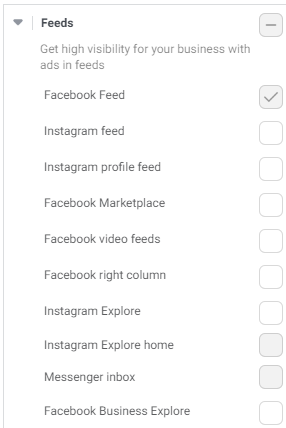 Feeds
Get high visibility for your business with
ads in feeds
Facebook Feed
Instagram feed
Instagram profile feed
Facebook Marketplace
Facebook video feeds
Facebook right column
Instagram Explore
Instagram Explore home
Messenger inbox
Facebook Business Explore